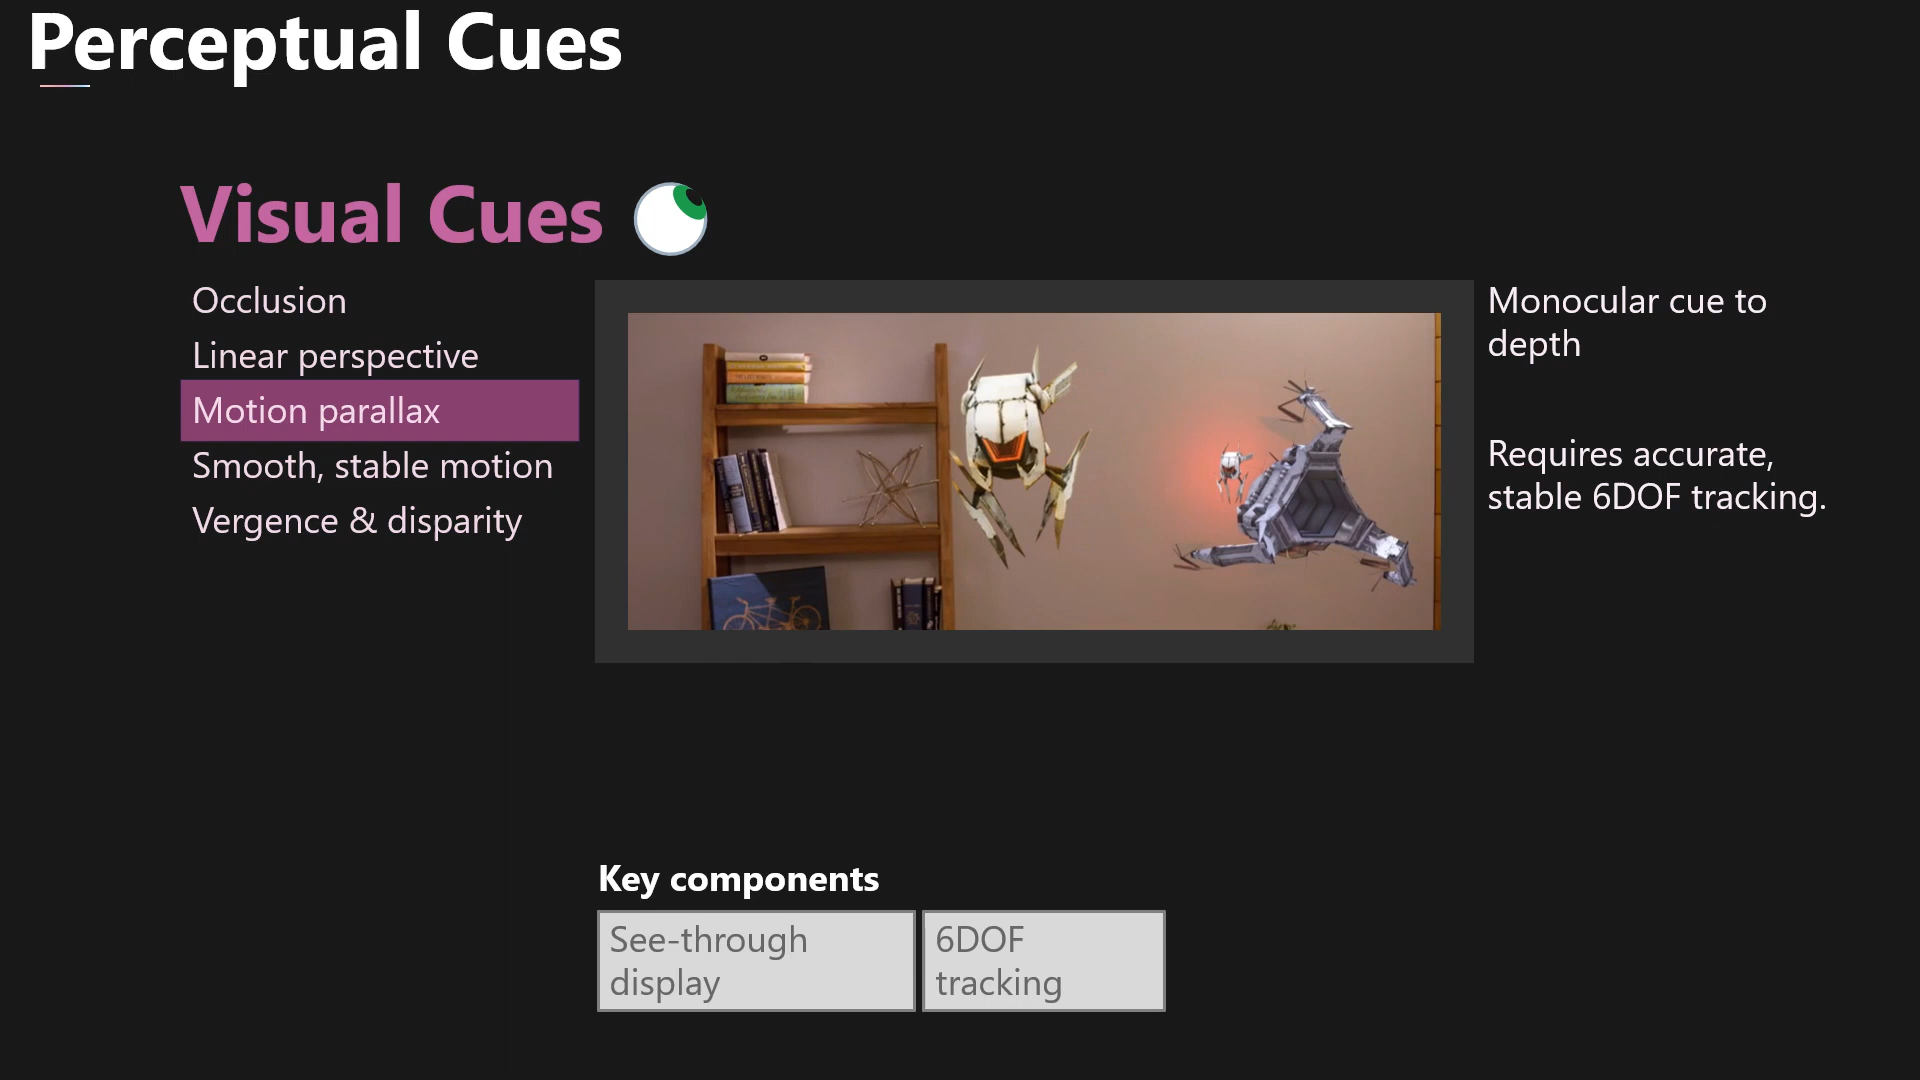 Perceptual Cues
Visual Cues
Occlusion
Linear perspective
Motion parallax
Smooth, stable motion
Vergence & disparity
Monocular cue to
depth
Requires accurate,
stable 6DOF tracking.
Key components
See-through
display
6DOF
tracking